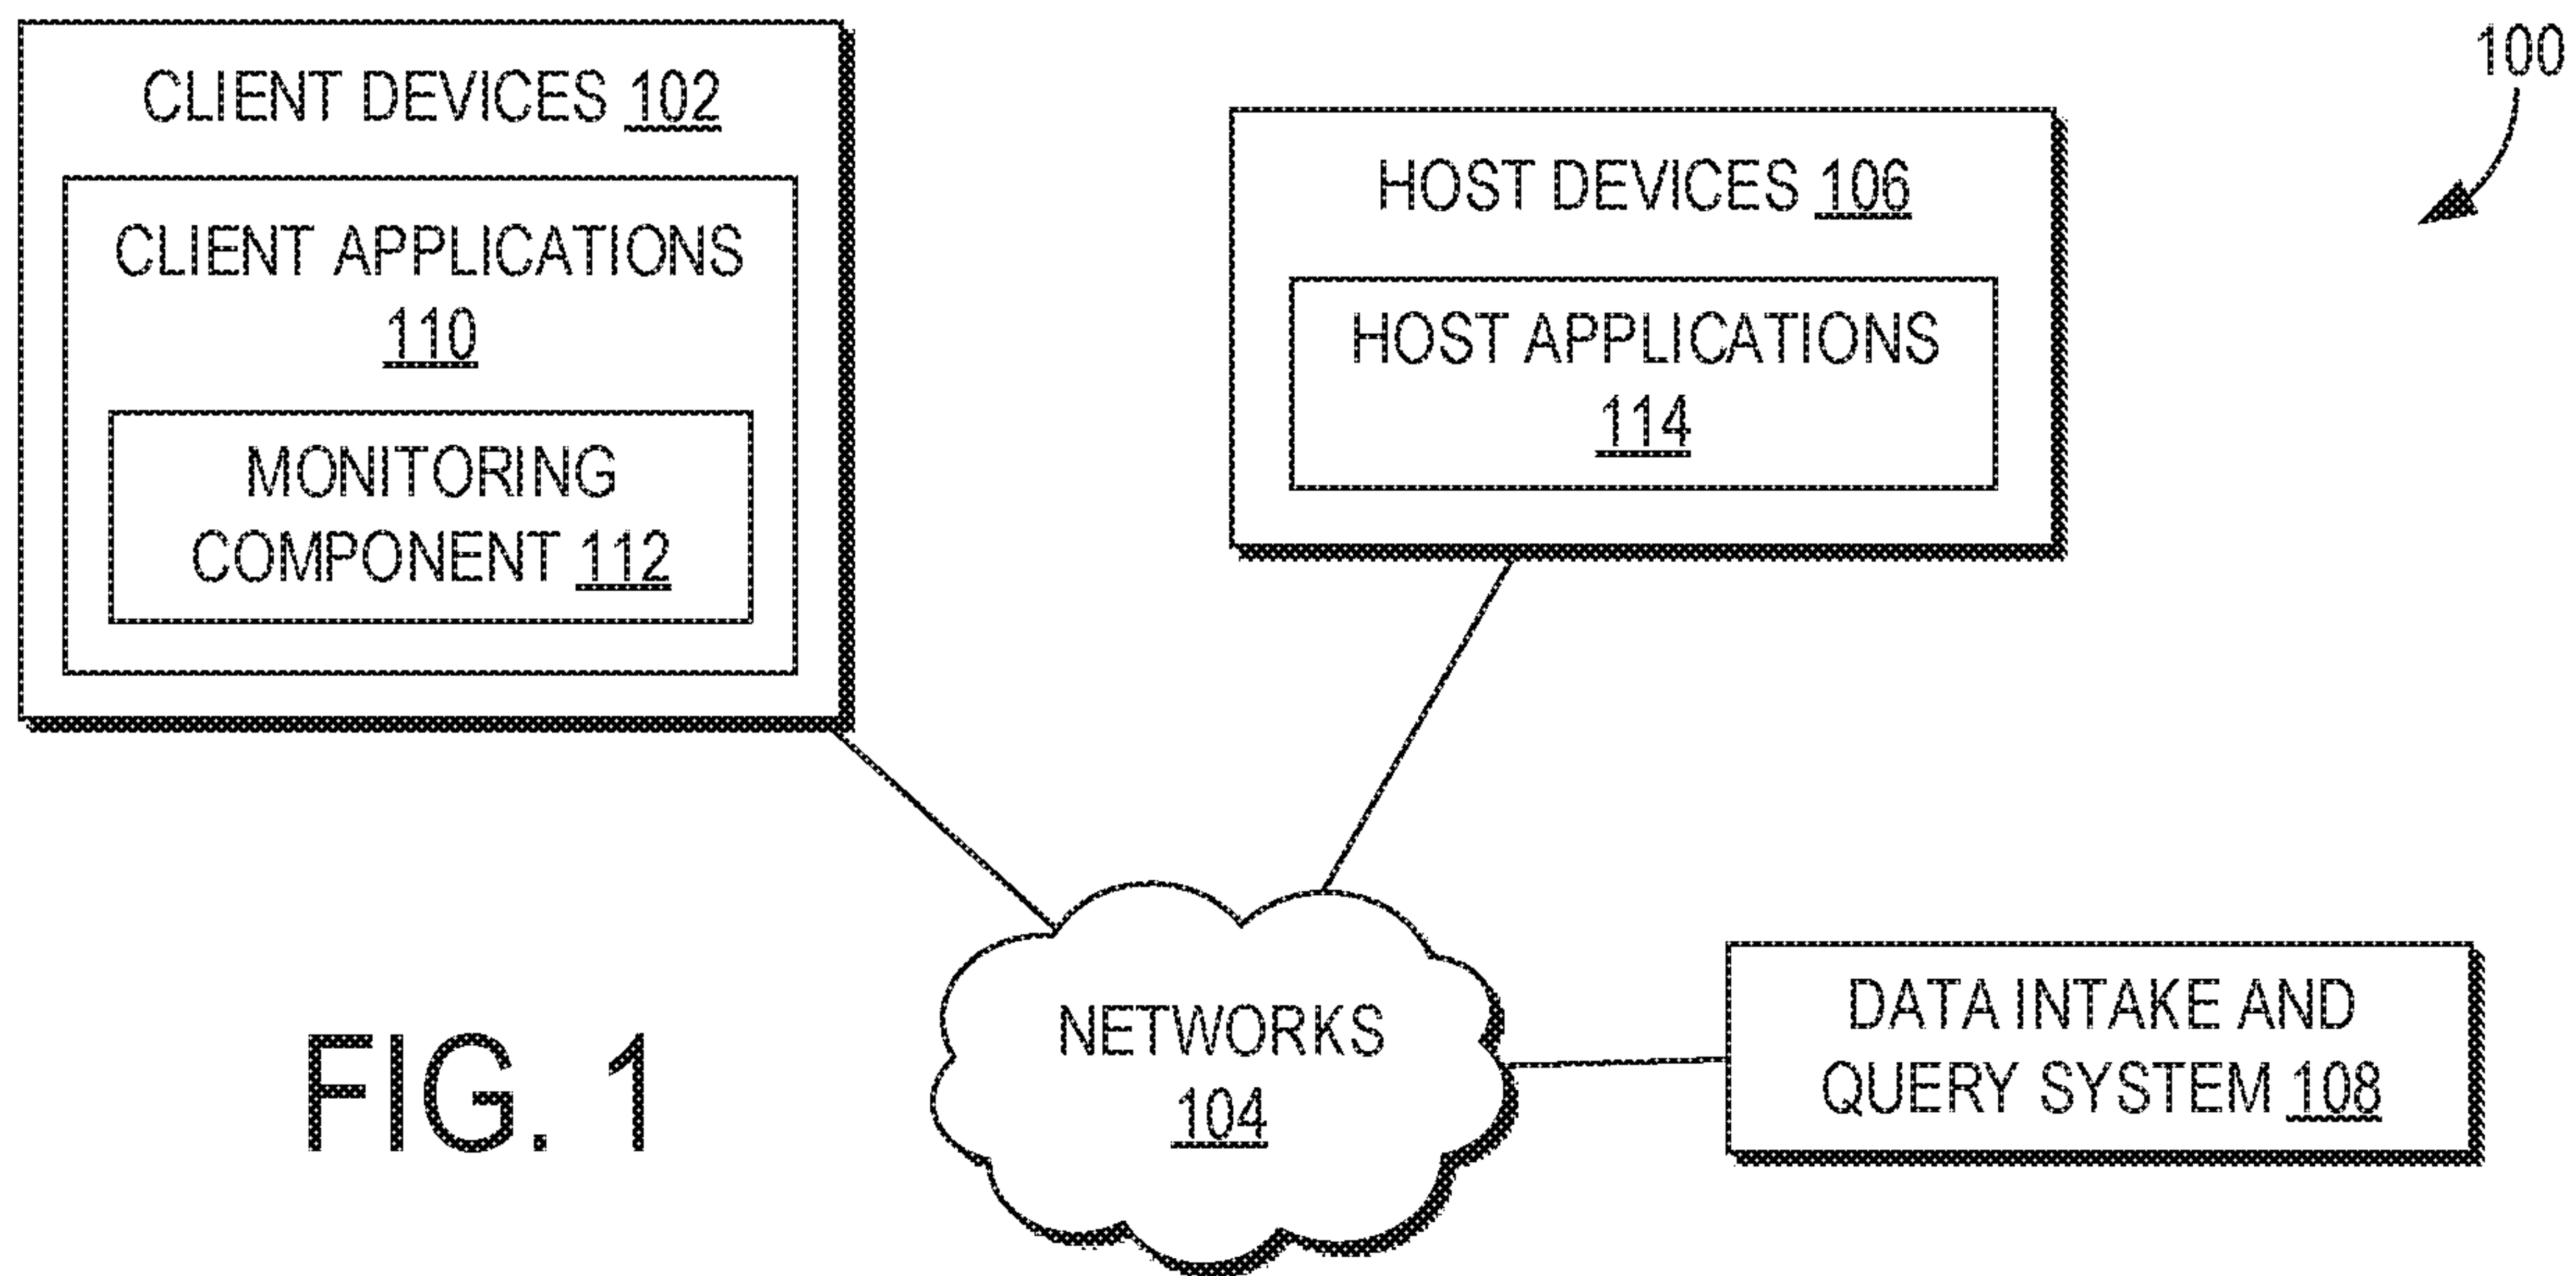 100
CLIENT DEVICES 102
CLIENT APPLICATIONS
110
MONITORING
COMPONENT 112
HOST DEVICES 106
HOST APPLICATIONS
114
NETWORKS
104
DATA INTAKE AND
QUERY SYSTEM 108
FIG. 1